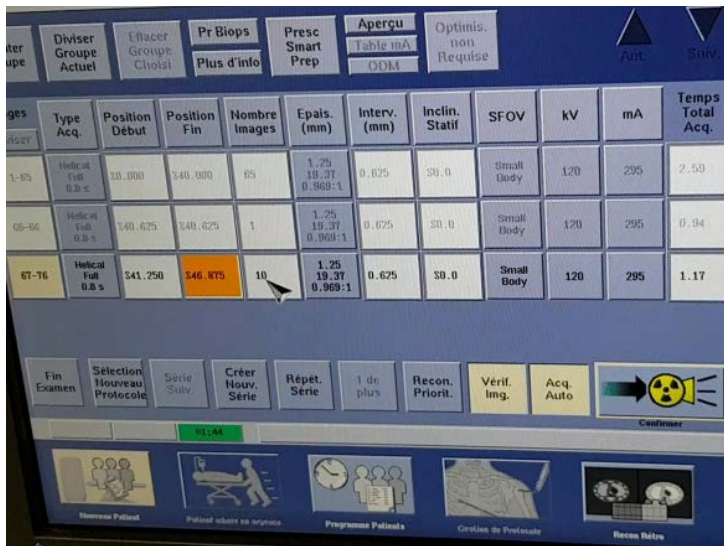 Diviser
Groupe
Actuel
Effacer
Groupe
Choisi
Pr Biops
Plus d'info
Presc
Smart
Prep
Aperçu
Table mA
ODM
Optimis.
non
Requise
Ant.
Suiv.
Type
Acq.
Position
Début
Position
Fin
Nombre
Images
Epais.
(mm)
Interv.
(mm)
Inclin.
Statif
SFOV
kV
mA
Temps
Total
Acq.
1-65
Helical
Full
0.8 s
S0.000
S40.000
65
1.25
19.37
0.969:1
0.625
S0.0
Small
Body
120
295
2.59
66-66
Helical
Full
0.8 s
S40.625
S40.625
1
1.25
19.37
0.969:1
0.625
S0.0
Small
Body
120
295
0.94
67-76
Helical
Full
0.8 s
S41.250
S46.875
10
1.25
19.37
0.969:1
0.625
S0.0
Small
Body
120
295
1.17
Fin
Examen
Sélection
Nouveau
Protocole
Série
Suiv.
Créer
Nouv.
Série
Répét.
Série
1 de
plus
Recon.
Priorit.
Vérif.
Img.
Acq.
Auto
Confirmer
01:44
Nouveau Patient
Patient admis en urgence
Programme Patients
Gestion de Protocole
Recon Rétro